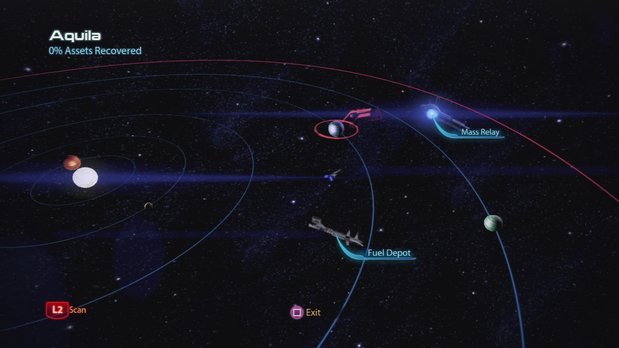 Aquila
0% Assets Recovered
Mass Relay
Fuel Depot
L2 Scan
Exit